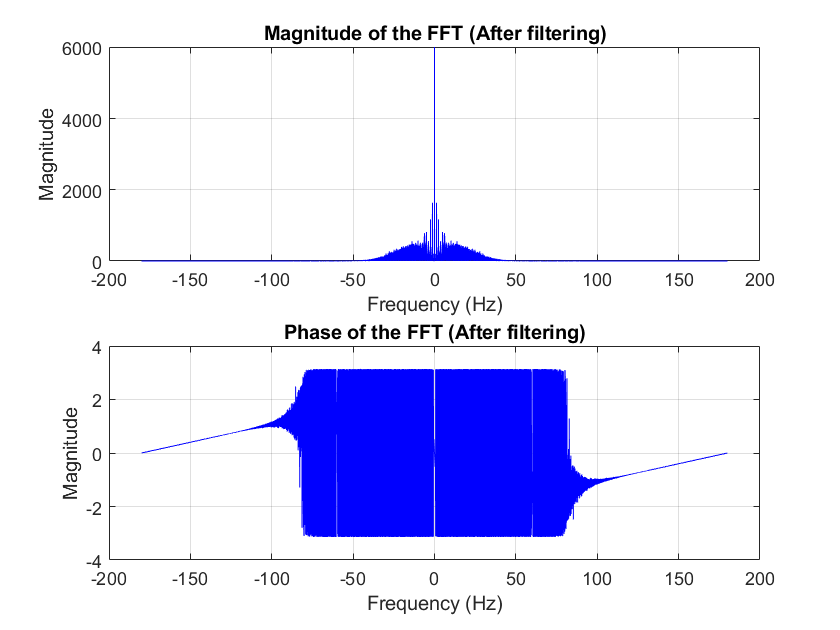 Magnitude of the FFT (After filtering)
6000
4000
2000
0
Magnitude
-200 -150 -100 -50 0 50 100 150 200
Frequency (Hz)
Phase of the FFT (After filtering)
4
2
0
-2
-4
Magnitude
-200 -150 -100 -50 0 50 100 150 200
Frequency (Hz)